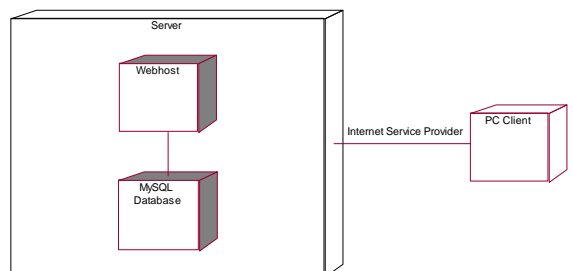 Server
Webhost
MySQL
Database
Internet Service Provider
PC Client